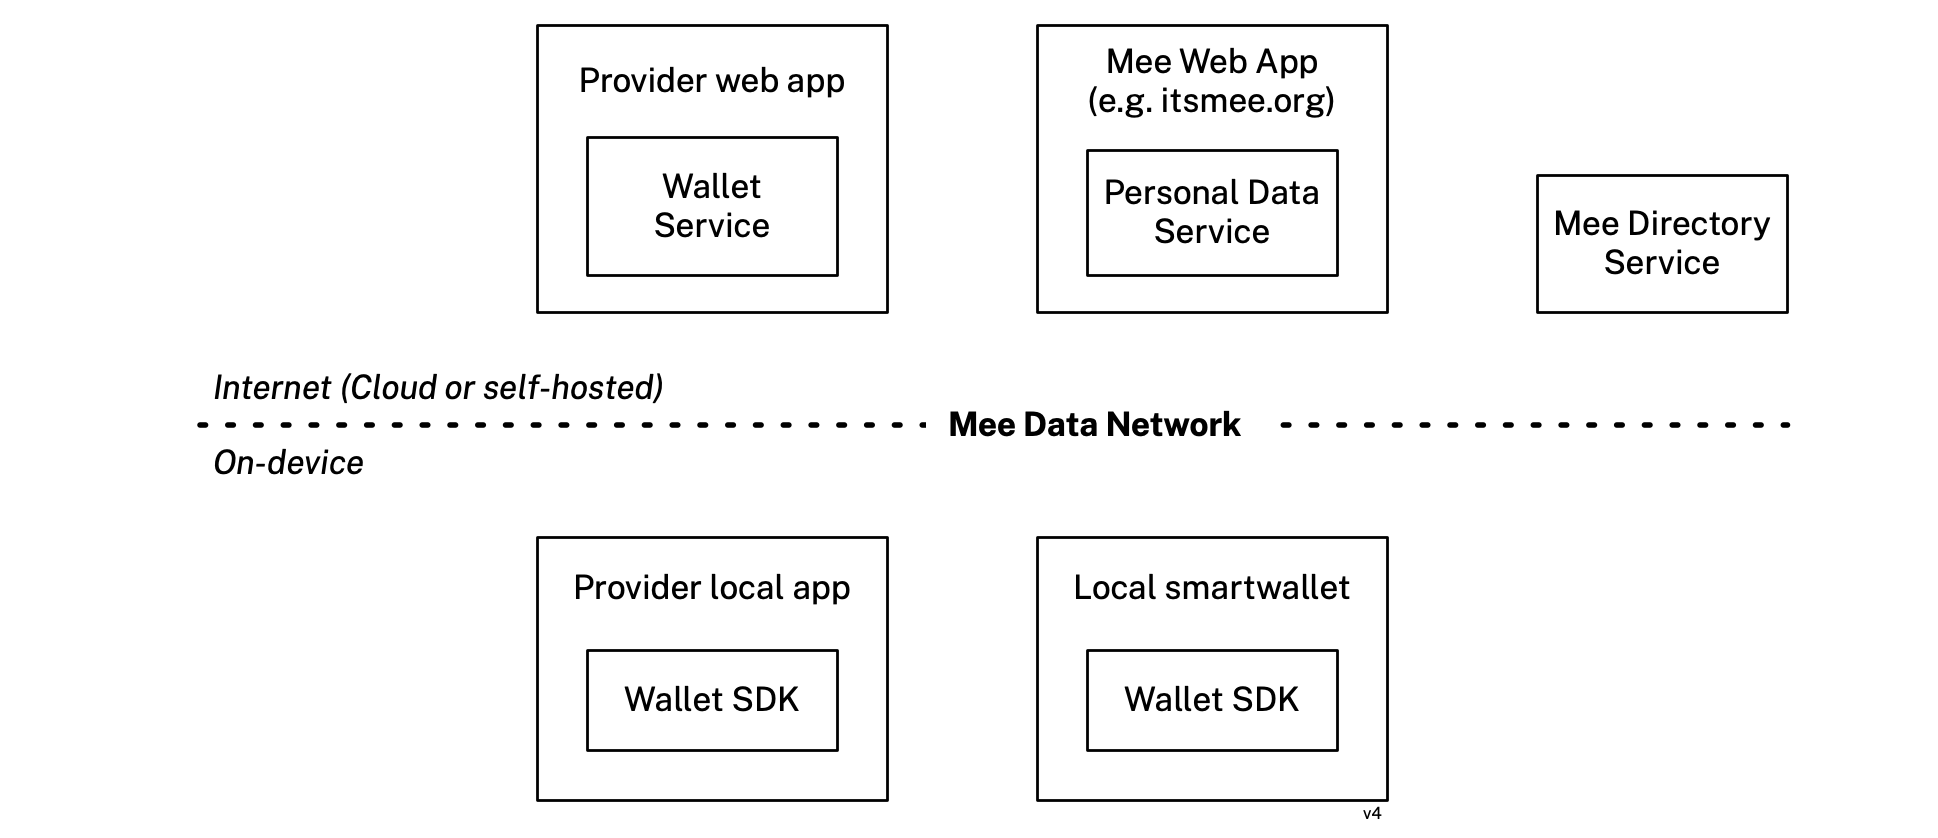 Provider web app
Wallet
Service
Mee Web App
(e.g. itsmee.org)
Personal Data
Service
Mee Directory
Service
Internet (Cloud or self-hosted)
Mee Data Network
On-device
Provider local app
Wallet SDK
Local smartwallet
Wallet SDK
v4